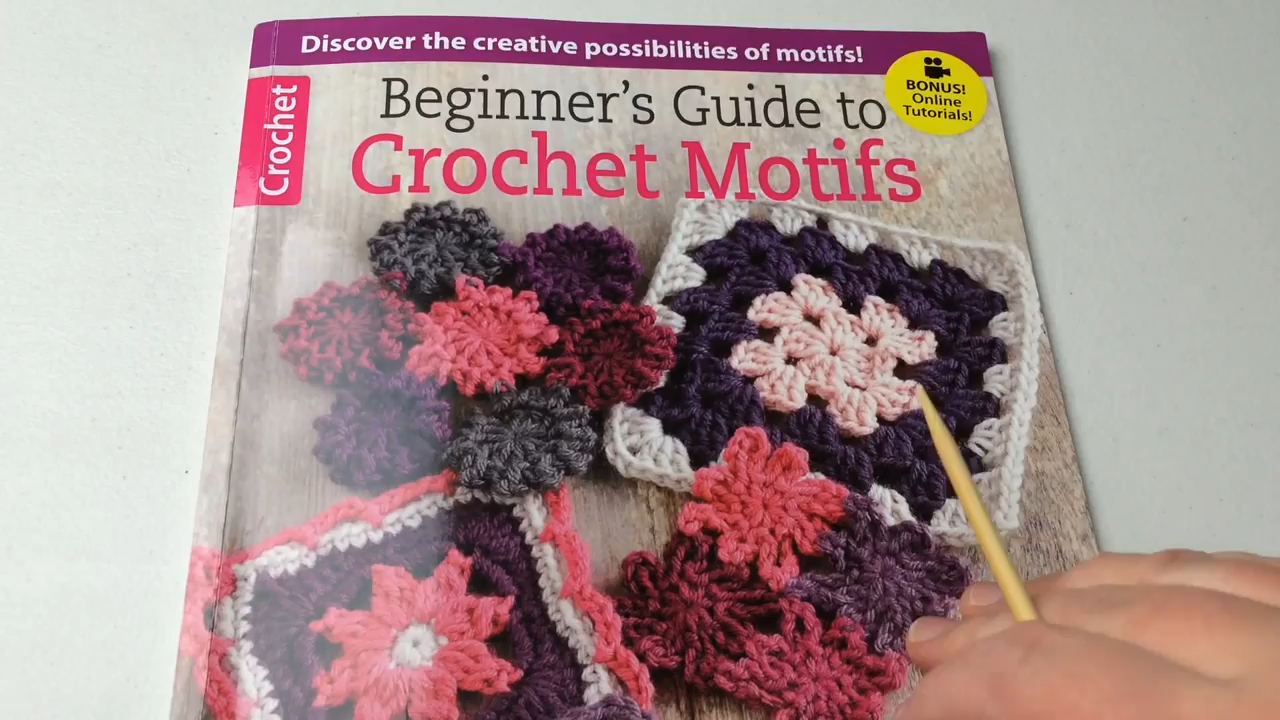 Discover the creative possibilities of motifs!
Crochet
Beginner's Guide to
Crochet Motifs
BONUS!
Online
Tutorials!